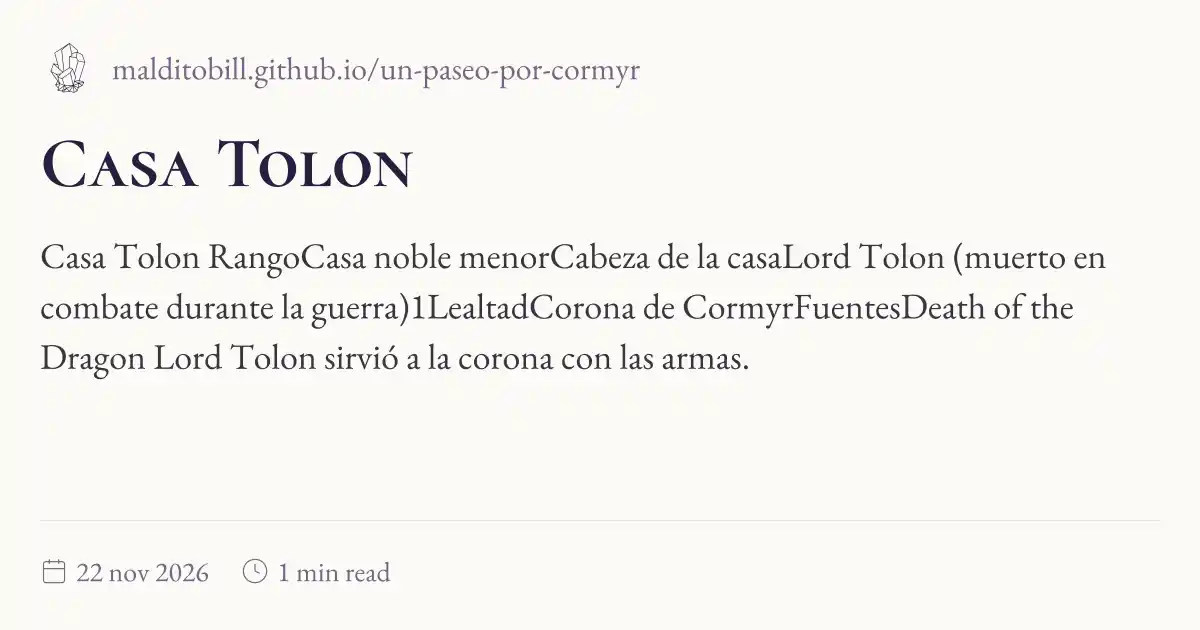 malditobill.github.io/un-paseo-por-cormyr
Casa Tolon
Casa Tolon RangoCasa noble menorCabeza de la casaLord Tolon (muerto en
combate durante la guerra)1LealtadCorona de CormyrFuentesDeath of the
Dragon Lord Tolon sirvió a la corona con las armas.
22 nov 2026
1 min read